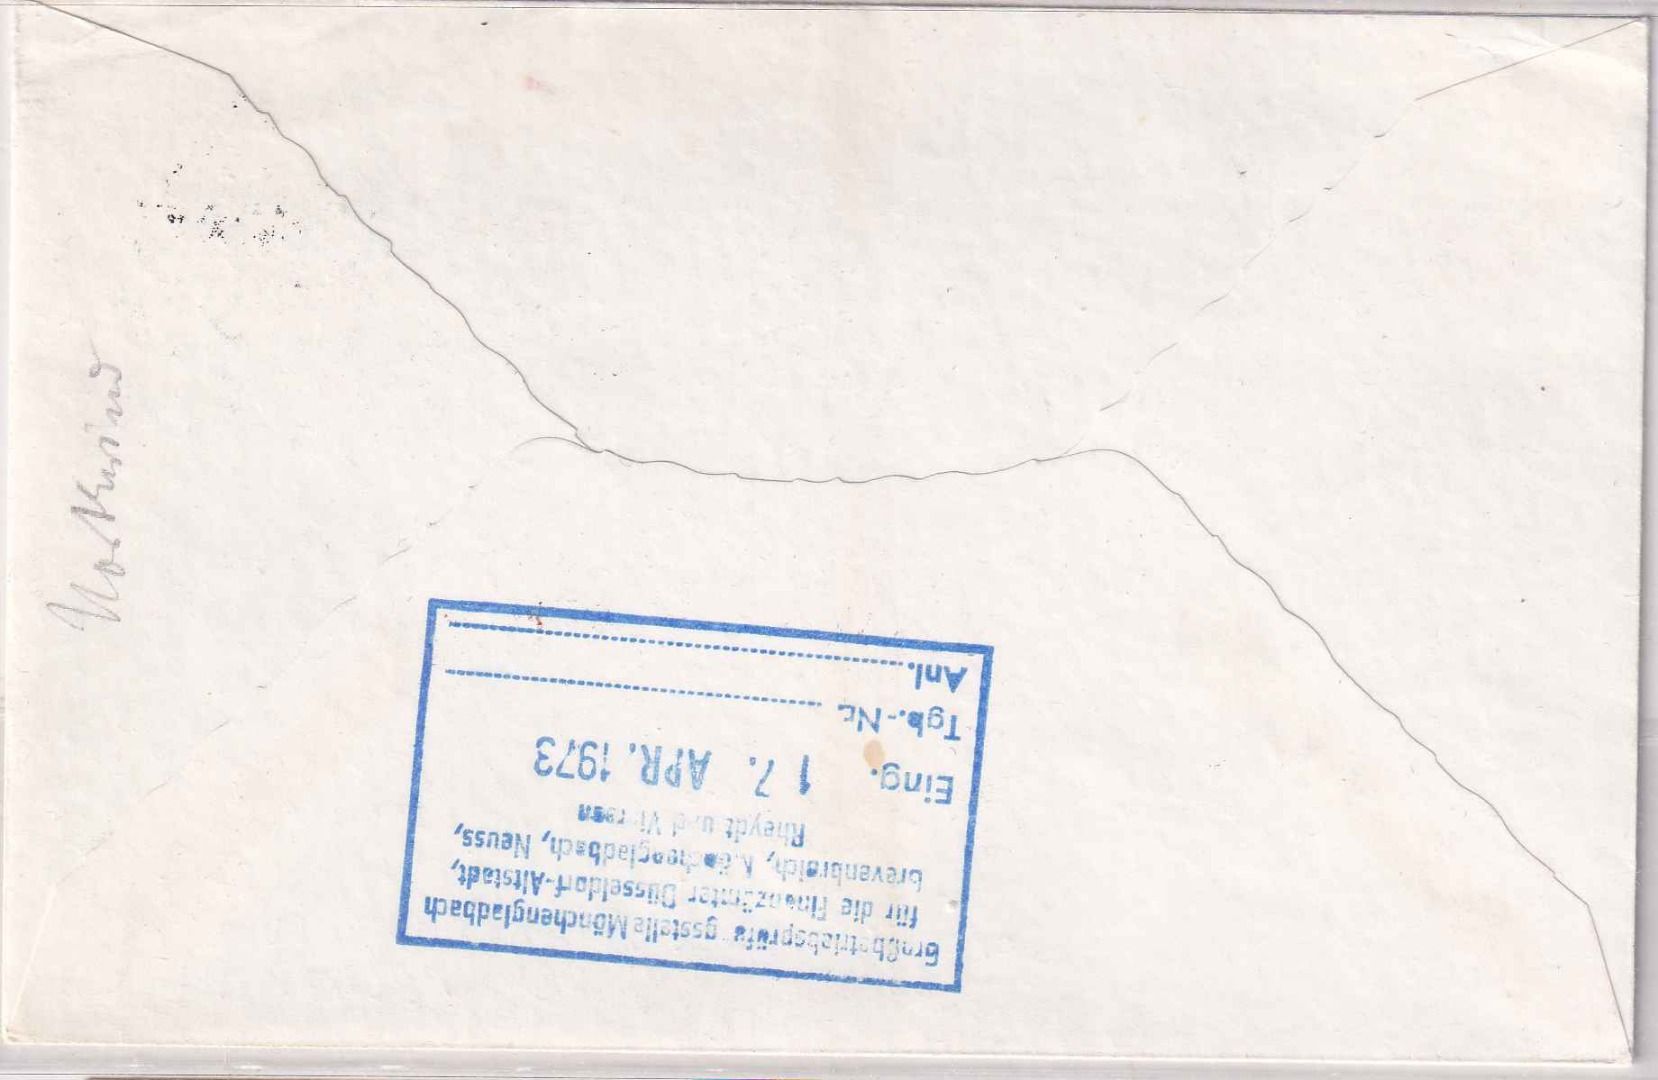 Großbetriebsprüfungsstelle Mönchengladbach
für die Finanzämter Düsseldorf-Altstadt,
Grevenbroich, Mönchengladbach, Neuss,
Rheydt und Viersen
Eing. 17. APR. 1973
Tgb.-Nr.
Anl.